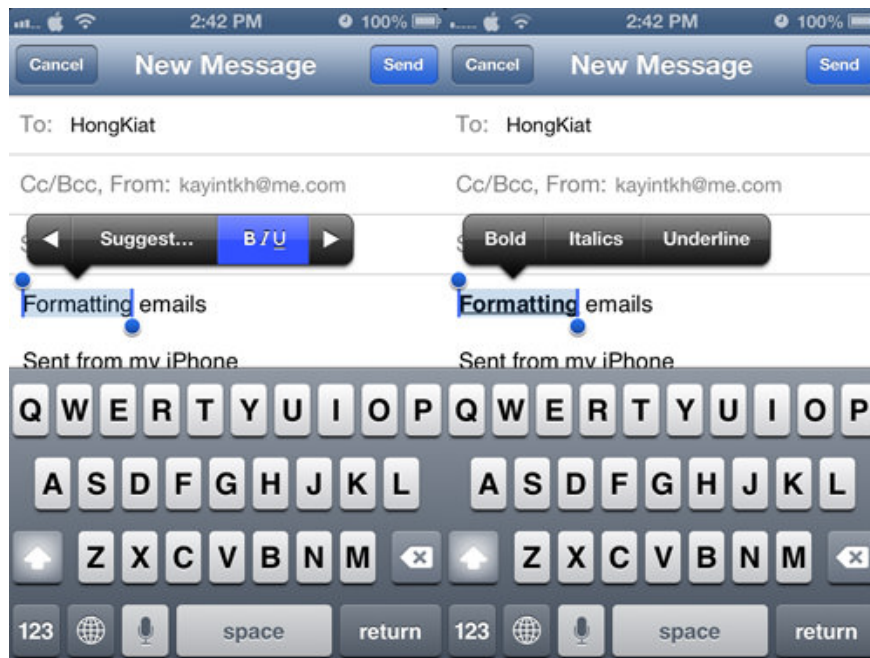 2:42 PM 100%
Cancel New Message Send
To: HongKiat
Cc/Bcc, From: kayintkh@me.com
Suggest... B I U
Formatting emails
Sent from my iPhone
Q W E R T Y U I O P
A S D F G H J K L
Z X C V B N M
123 space return
2:42 PM 100%
Cancel New Message Send
To: HongKiat
Cc/Bcc, From: kayintkh@me.com
Bold Italics Underline
Formatting emails
Sent from my iPhone
Q W E R T Y U I O P
A S D F G H J K L
Z X C V B N M
123 space return